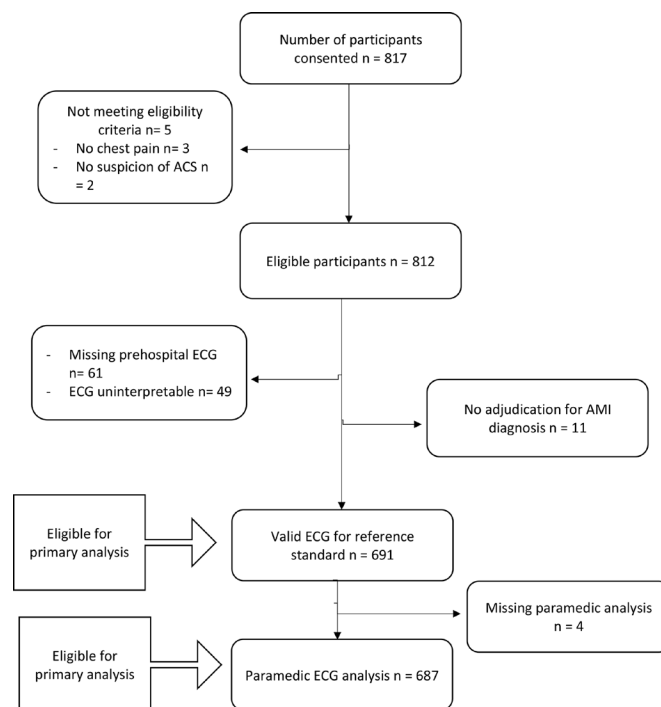 Number of participants
consented n = 817
Not meeting eligibility
criteria n= 5
- No chest pain n= 3
- No suspicion of ACS n
= 2
Eligible participants n = 812
- Missing prehospital ECG
n= 61
- ECG uninterpretable n= 49
No adjudication for AMI
diagnosis n = 11
Eligible for
primary analysis
Valid ECG for reference
standard n = 691
Missing paramedic analysis
n = 4
Eligible for
primary analysis
Paramedic ECG analysis n = 687